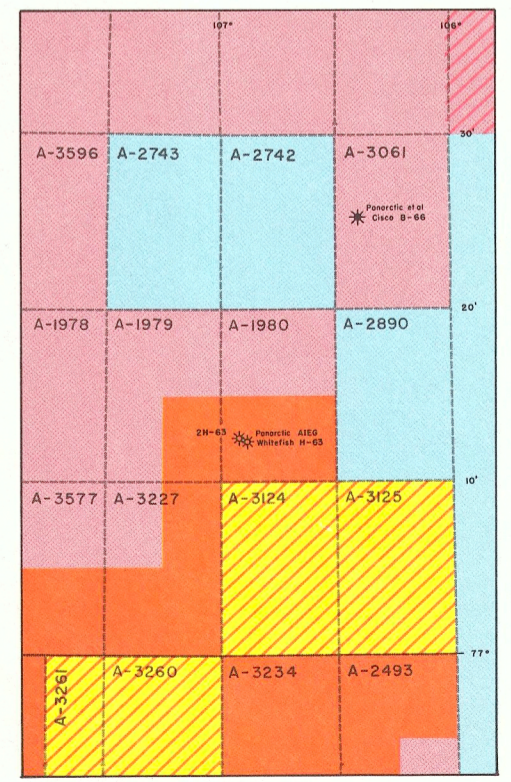 107° 106°
30'
A-3596 A-2743 A-2742 A-3061
Panarctic et al
Cisco B-66
20'
A-1978 A-1979 A-1980 A-2890
2H-63 Panarctic AIEG
Whitefish H-63
10'
A-3577 A-3227 A-3124 A-3125
77°
A-3261 A-3260 A-3234 A-2493